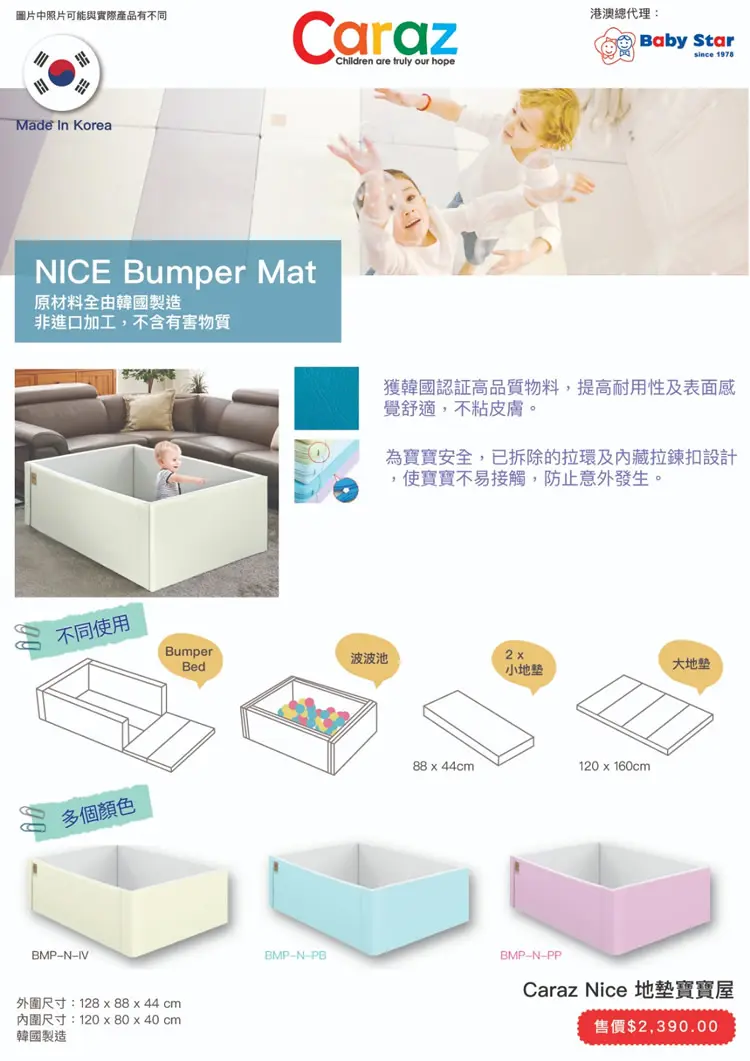 圖片中照片可能與實際產品有不同
Caraz
Children are truly our hope
港澳總代理：
Baby Star
since 1978
Made In Korea
NICE Bumper Mat
原材料全由韓國製造
非進口加工，不含有害物質
獲韓國認証高品質物料，提高耐用性及表面感
覺舒適，不粘皮膚。
為寶寶安全，已拆除的拉環及內藏拉鍊扣設計
，使寶寶不易接觸，防止意外發生。
不同使用
Bumper
Bed
波波池
2 x
小地墊
大地墊
88 x 44cm
120 x 160cm
多個顏色
BMP-N-IV
BMP-N-PB
BMP-N-PP
外圍尺寸：128 x 88 x 44 cm
內圍尺寸：120 x 80 x 40 cm
韓國製造
Caraz Nice 地墊寶寶屋
售價$2,390.00